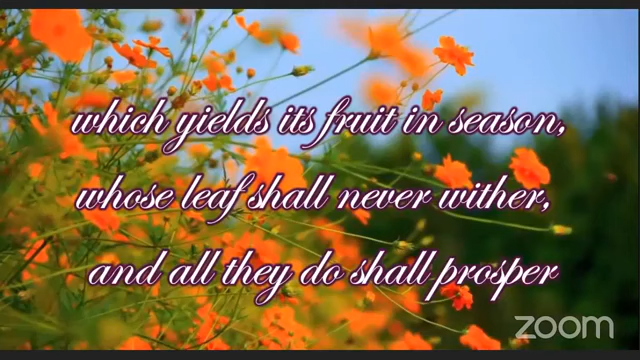 which yields its fruit in season,
whose leaf shall never wither,
and all they do shall prosper
zoom